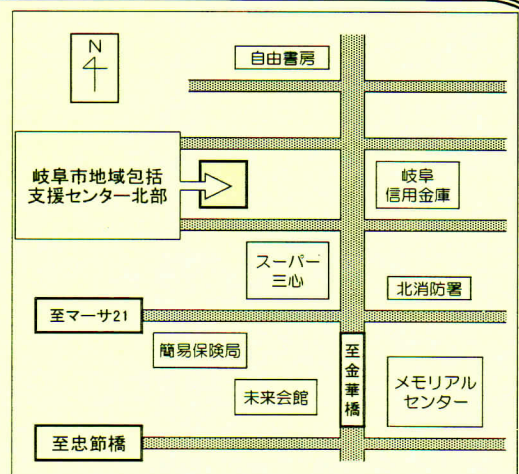 N
自由書房
岐阜市地域包括
支援センター北部
岐阜
信用金庫
スーパー
三心
北消防署
至マーサ21
簡易保険局
至金華橋
メモリアル
センター
未来会館
至忠節橋